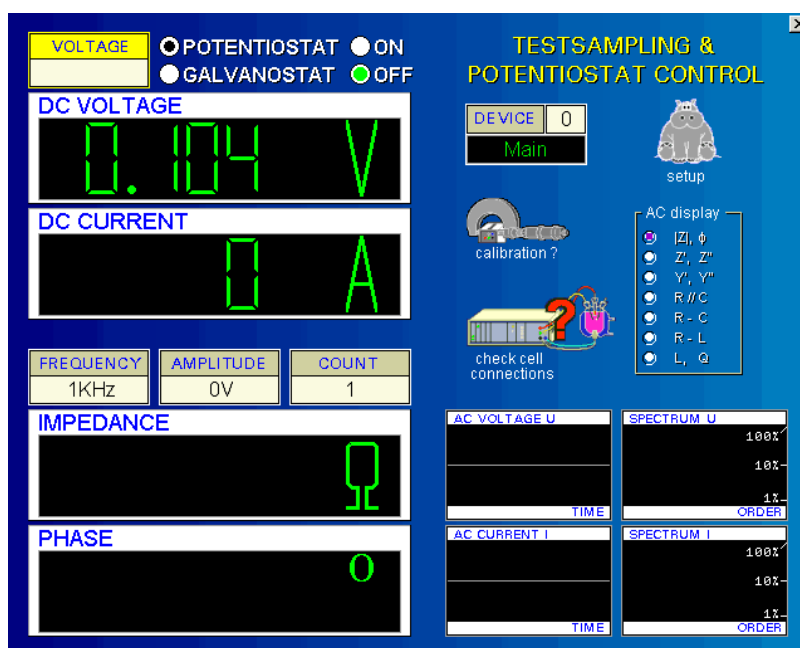 VOLTAGE
POTENTIOSTAT ON
GALVANOSTAT OFF
TESTSAMPLING &
POTENTIOSTAT CONTROL
DC VOLTAGE
0.104 V
DEVICE 0
Main
setup
DC CURRENT
0 A
calibration ?
AC display
|Z|, ϕ
Z', Z"
Y', Y"
R//C
R - C
R - L
L, Q
check cell
connections
FREQUENCY AMPLITUDE COUNT
1KHz 0V 1
IMPEDANCE
Ω
PHASE
o
AC VOLTAGE U
TIME
SPECTRUM U
100%
10%
1%
ORDER
AC CURRENT I
TIME
SPECTRUM I
100%
10%
1%
ORDER